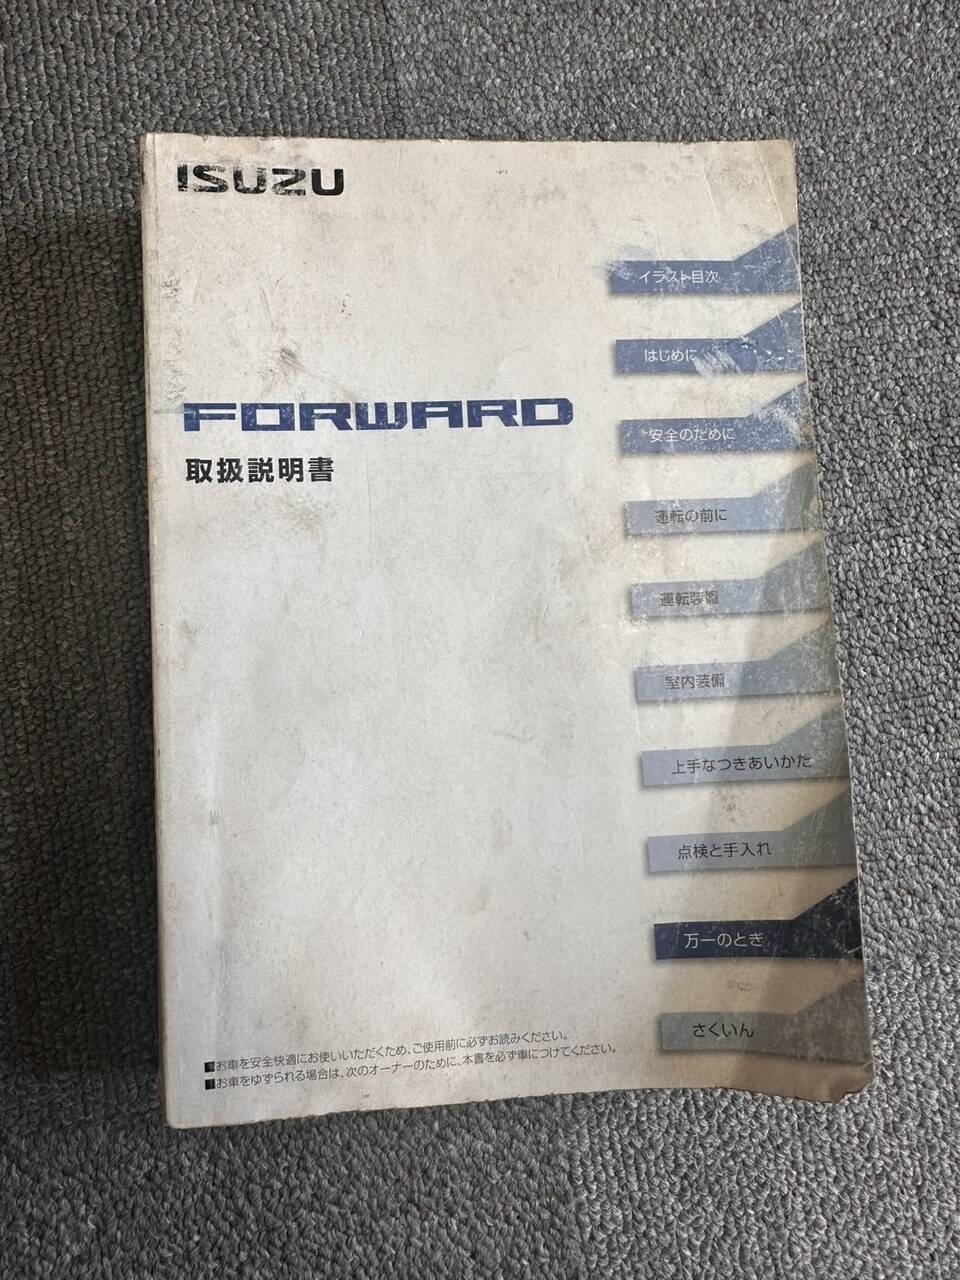 ISUZU
イラスト目次
はじめに
FORWARD
取扱説明書
安全のために
運転の前に
運転装置
室内装備
上手なつきあいかた
点検と手入れ
万一のとき
さくいん
■お車を安全快適にお使いいただくため、ご使用前に必ずお読みください。
■お車をゆずられる場合は、次のオーナーのために、本書を必ず車につけてください。